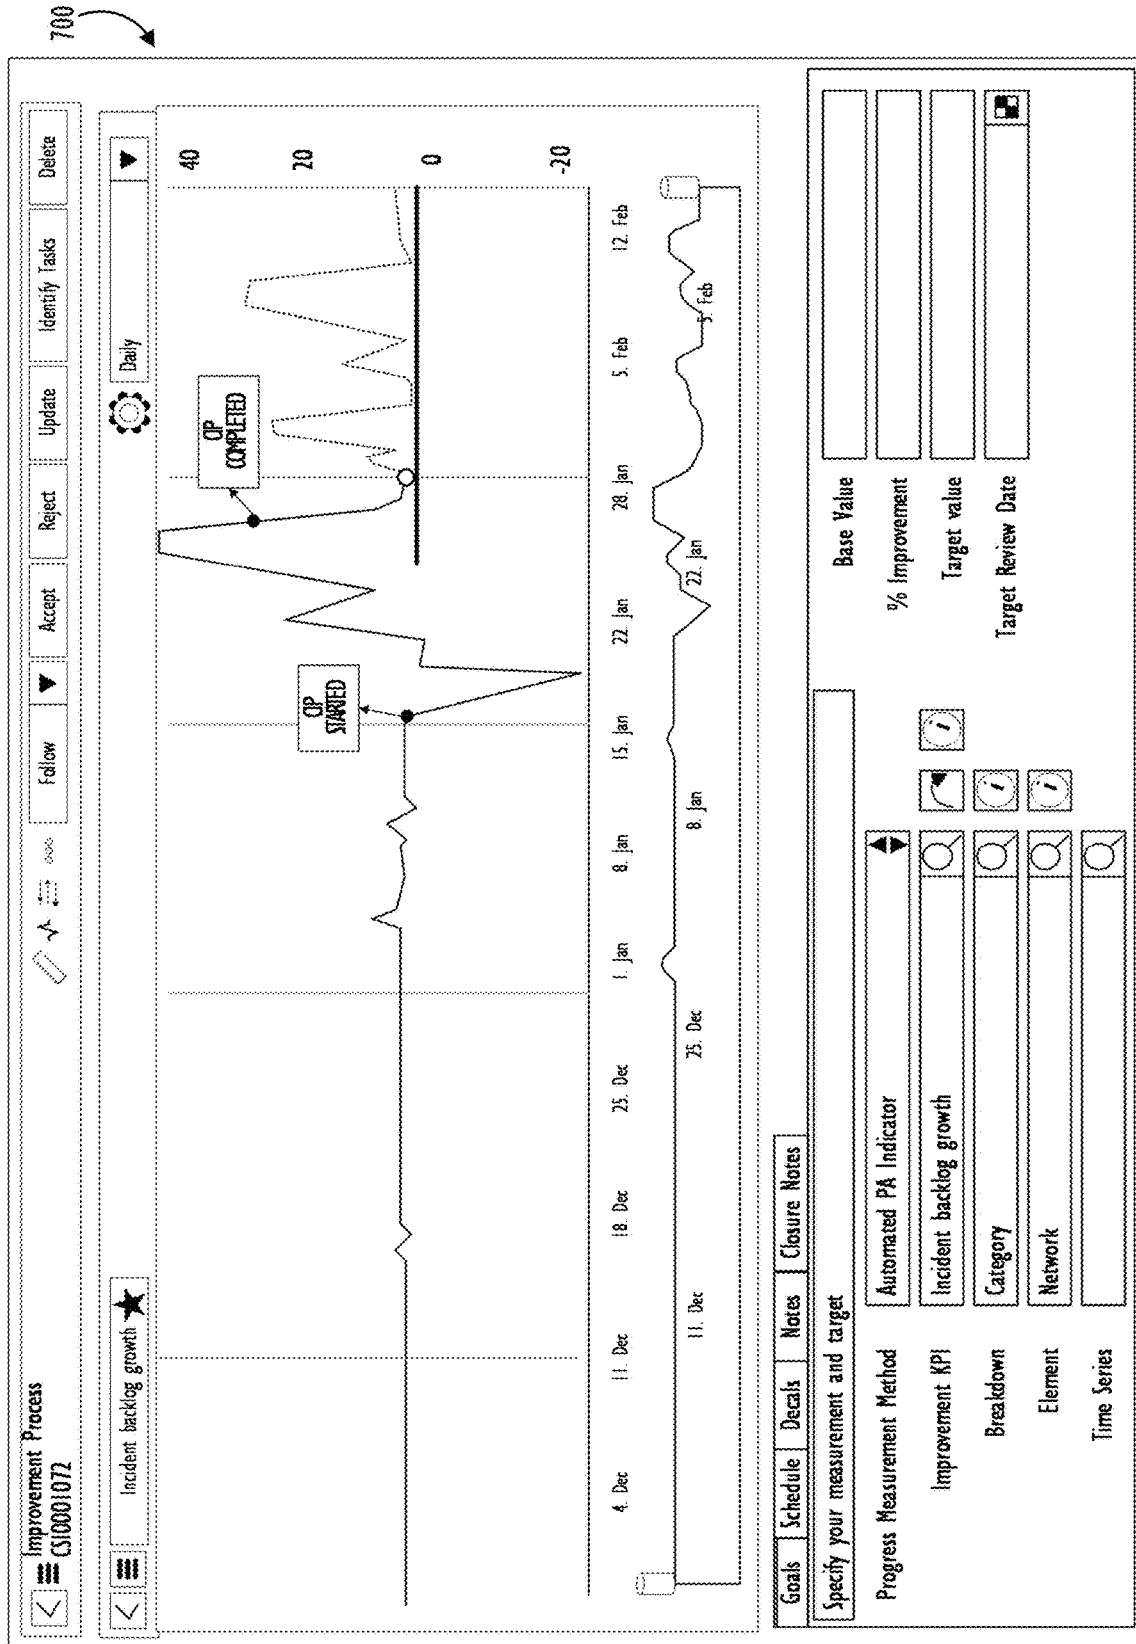 700
Improvement Process
CSI0001072
Follow
Accept
Reject
Update
Identify Tasks
Delete
Incident backlog growth
Daily
40
20
0
-20
CIP
STARTED
CIP
COMPLETED
4. Dec
11. Dec
18. Dec
25. Dec
1. Jan
8. Jan
15. Jan
22. Jan
28. Jan
5. Feb
12. Feb
11. Dec
25. Dec
8. Jan
22. Jan
5. Feb
Goals
Schedule
Decals
Notes
Closure Notes
Specify your measurement and target
Progress Measurement Method
Automated PA Indicator
Improvement KPI
Incident backlog growth
i
Breakdown
Category
i
Element
Network
i
Time Series
Base Value
% Improvement
Target value
Target Review Date